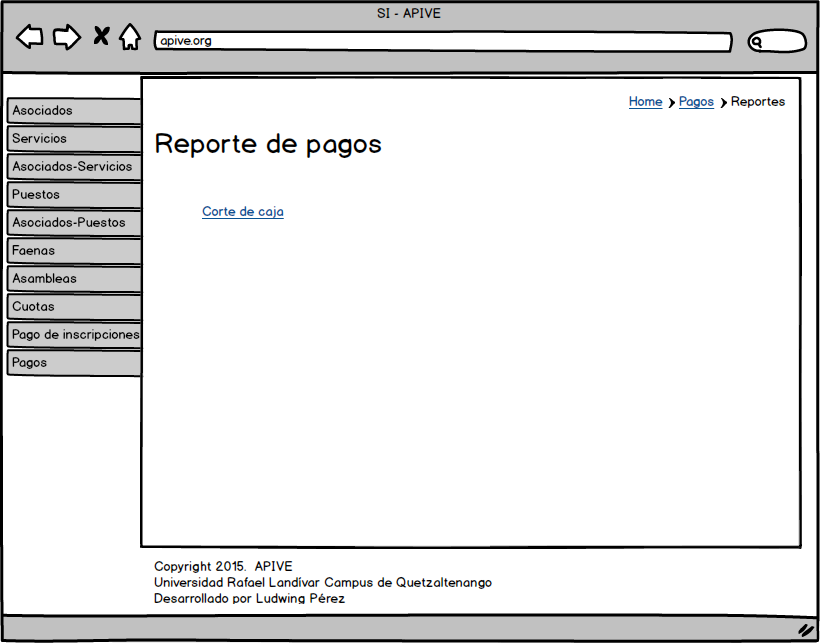 SI - APIVE
apive.org
Home Pagos Reportes
Asociados
Servicios
Asociados-Servicios
Puestos
Asociados-Puestos
Faenas
Asambleas
Cuotas
Pago de inscripciones
Pagos
Reporte de pagos
Corte de caja
Copyright 2015. APIVE
Universidad Rafael Landívar Campus de Quetzaltenango
Desarrollado por Ludwing Pérez